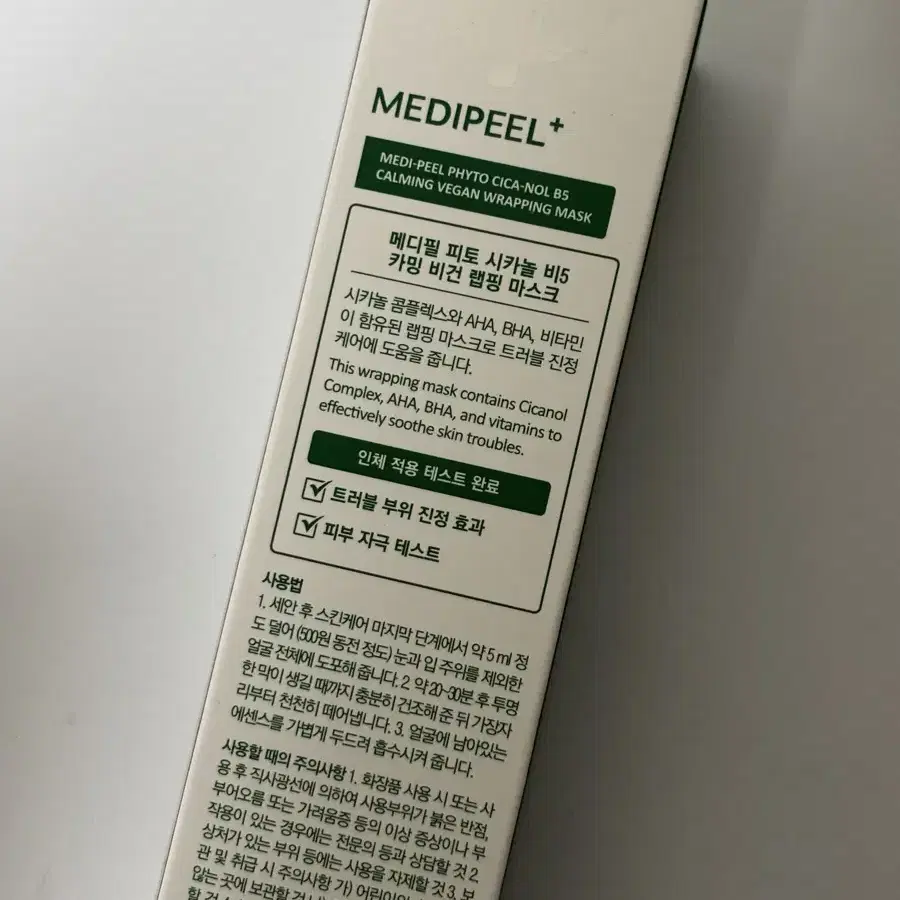 MEDIPEEL+
MEDI-PEEL PHYTO CICA-NOL B5
CALMING VEGAN WRAPPING MASK
메디필 피토 시카놀 비5
카밍 비건 랩핑 마스크
시카놀 콤플렉스와 AHA, BHA, 비타민
이 함유된 랩핑 마스크로 트러블 진정
케어에 도움을 줍니다.
This wrapping mask contains Cicanol
Complex, AHA, BHA, and vitamins to
effectively soothe skin troubles.
인체 적용 테스트 완료
트러블 부위 진정 효과
피부 자극 테스트
사용법
1. 세안 후 스킨케어 마지막 단계에서 약 5ml 정
도 덜어 (500원 동전 정도) 눈과 입 주위를 제외한
얼굴 전체에 도포해 줍니다. 2. 약 20~30분 후 투명
한 막이 생길 때까지 충분히 건조해 준 뒤 가장자
리부터 천천히 떼어냅니다. 3. 얼굴에 남아있는
에센스를 가볍게 두드려 흡수시켜 줍니다.
사용할 때의 주의사항 1. 화장품 사용 시 또는 사
용 후 직사광선에 의하여 사용부위가 붉은 반점,
부어오름 또는 가려움증 등의 이상 증상이나 부
작용이 있는 경우에는 전문의 등과 상담할 것 2.
상처가 있는 부위 등에는 사용을 자제할 것 3. 보
관 및 취급 시 주의사항 가) 어린이의
않는 곳에 보관할 것